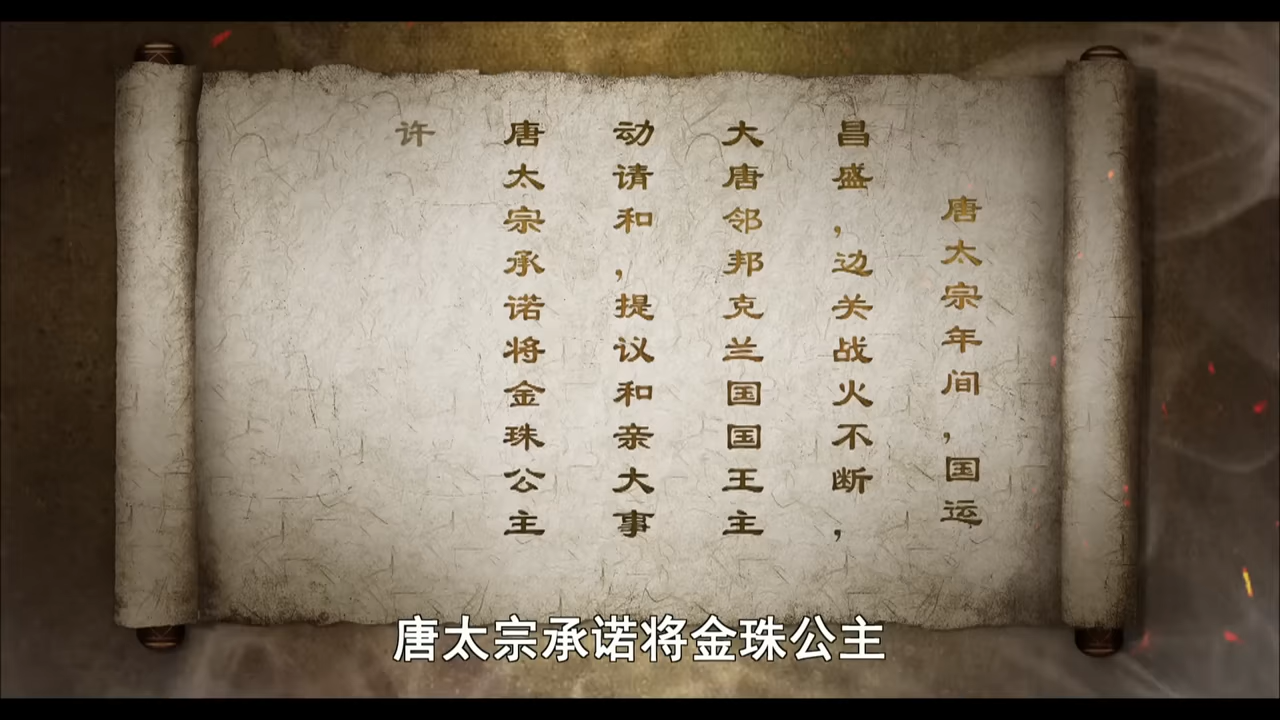 唐太宗年间，国运
昌盛，边关战火不断，
大唐邻邦克兰国国王主
动请和，提议和亲大事
唐太宗承诺将金珠公主
许
唐太宗承诺将金珠公主